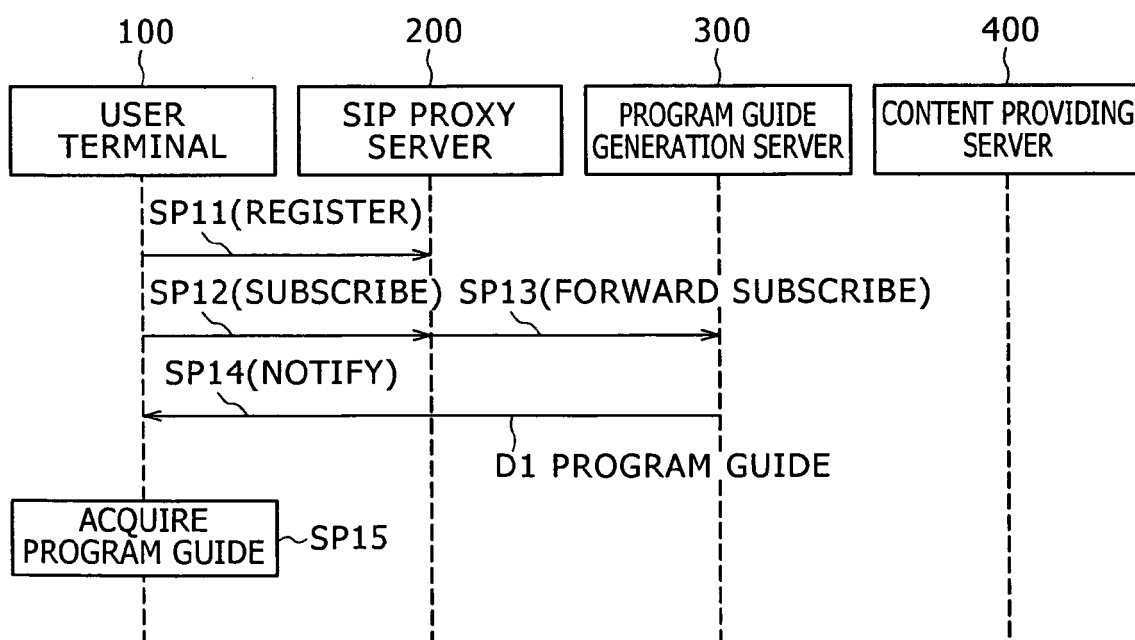 100
200
300
400
USER
TERMINAL
SIP PROXY
SERVER
PROGRAM GUIDE
GENERATION SERVER
CONTENT PROVIDING
SERVER
SP11(REGISTER)
SP12(SUBSCRIBE)
SP13(FORWARD SUBSCRIBE)
SP14(NOTIFY)
D1 PROGRAM GUIDE
ACQUIRE
PROGRAM GUIDE
SP15